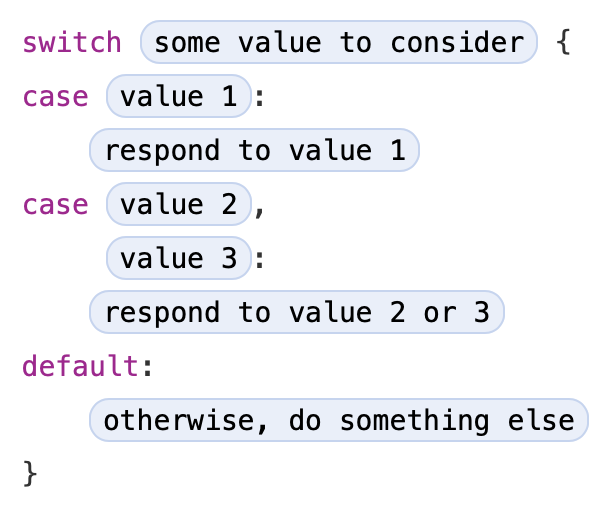 switch some value to consider {
case value 1:
respond to value 1
case value 2,
value 3:
respond to value 2 or 3
default:
otherwise, do something else
}